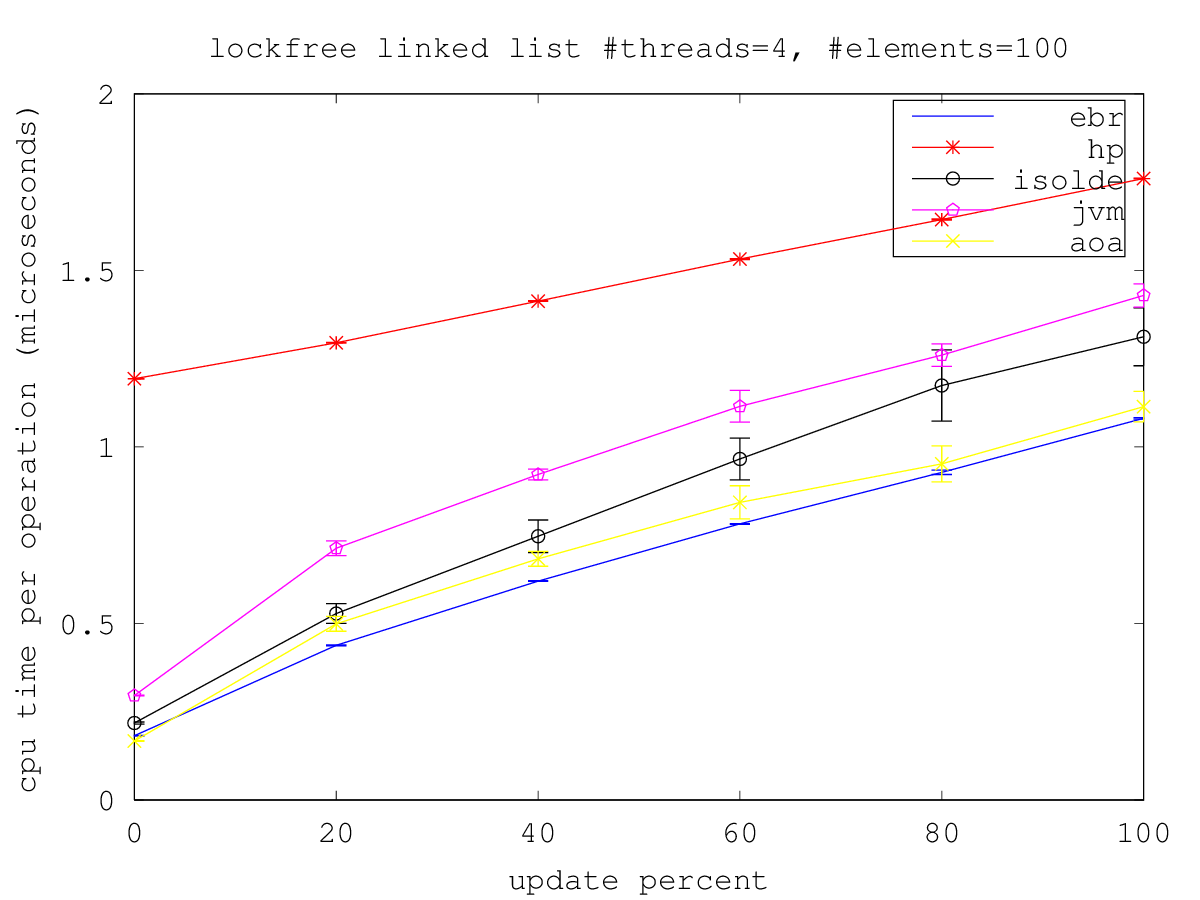 lockfree linked list #threads=4, #elements=100
cpu time per operation (microseconds)
2
1.5
1
0.5
0
ebr
hp
isolde
jvm
aoa
0 20 40 60 80 100
update percent